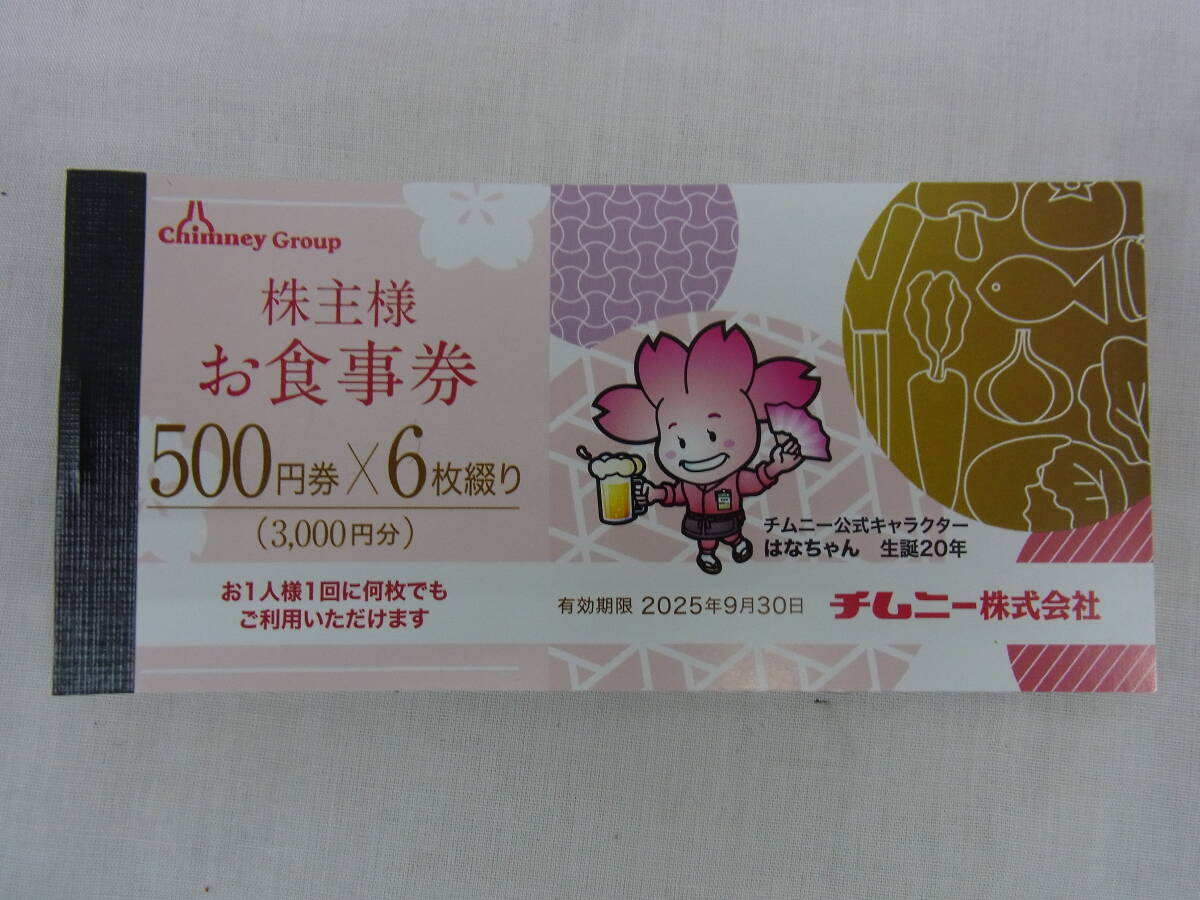 Chimney Group
株主様
お食事券
500円券×6枚綴り
(3,000円分)
お1人様1回に何枚でも
ご利用いただけます
チムニー公式キャラクター
はなちゃん 生誕20年
有効期限 2025年9月30日
チムニー株式会社